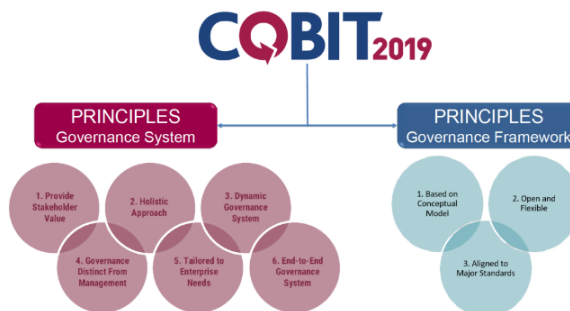 COBIT 2019
PRINCIPLES
Governance System
PRINCIPLES
Governance Framework
1. Provide
Stakeholder
Value
2. Holistic
Approach
3. Dynamic
Governance
System
4. Governance
Distinct From
Management
5. Tailored to
Enterprise
Needs
6. End-to-End
Governance
System
1. Based on
Conceptual
Model
2. Open and
Flexible
3. Aligned to
Major Standards